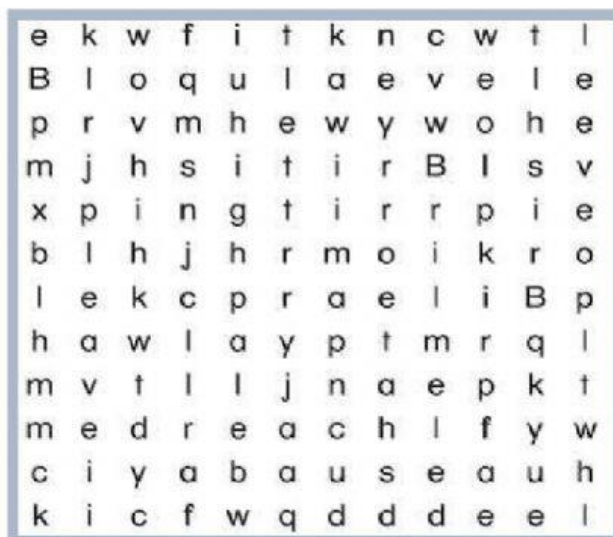 e k w f i t k n c w t l
B l o q u l a e v e l e
p r v m h e w y w o h e
m j h s i t i r B l s v
x p i n g t i r r p i e
b l h j h r m o i k r o
l e k c p r a e l i B p
h a w l a y p t m r q l
m v t l l j n a e p k t
m e d r e a c h l f y w
c i y a b a u s e a u h
k i c f w q d d d e e l